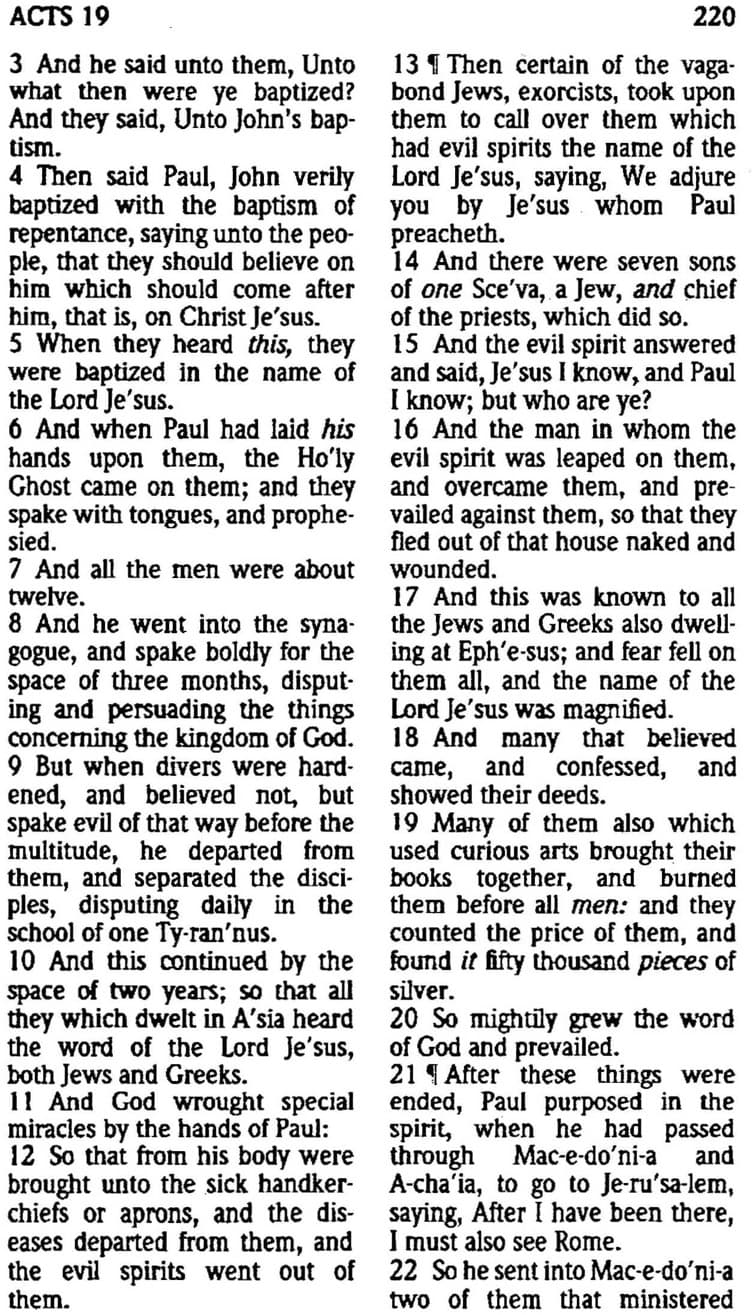 ACTS 19
220
3 And he said unto them, Unto
what then were ye baptized?
And they said, Unto John's bap-
tism.
4 Then said Paul, John verily
baptized with the baptism of
repentance, saying unto the peo-
ple, that they should believe on
him which should come after
him, that is, on Christ Je'sus.
5 When they heard this, they
were baptized in the name of
the Lord Je'sus.
6 And when Paul had laid his
hands upon them, the Ho'ly
Ghost came on them; and they
spake with tongues, and prophe-
sied.
7 And all the men were about
twelve.
8 And he went into the syna-
gogue, and spake boldly for the
space of three months, disput-
ing and persuading the things
concerning the kingdom of God.
9 But when divers were hard-
ened, and believed not, but
spake evil of that way before the
multitude, he departed from
them, and separated the disci-
ples, disputing daily in the
school of one Ty-ran'nus.
10 And this continued by the
space of two years; so that all
they which dwelt in A'sia heard
the word of the Lord Je'sus,
both Jews and Greeks.
11 And God wrought special
miracles by the hands of Paul:
12 So that from his body were
brought unto the sick handker-
chiefs or aprons, and the dis-
eases departed from them, and
the evil spirits went out of
them.
13 ¶ Then certain of the vaga-
bond Jews, exorcists, took upon
them to call over them which
had evil spirits the name of the
Lord Je'sus, saying, We adjure
you by Je'sus whom Paul
preacheth.
14 And there were seven sons
of one Sce'va, a Jew, and chief
of the priests, which did so.
15 And the evil spirit answered
and said, Je'sus I know, and Paul
I know; but who are ye?
16 And the man in whom the
evil spirit was leaped on them,
and overcame them, and pre-
vailed against them, so that they
fled out of that house naked and
wounded.
17 And this was known to all
the Jews and Greeks also dwell-
ing at Eph'e-sus; and fear fell on
them all, and the name of the
Lord Je'sus was magnified.
18 And many that believed
came, and confessed, and
showed their deeds.
19 Many of them also which
used curious arts brought their
books together, and burned
them before all men: and they
counted the price of them, and
found it fifty thousand pieces of
silver.
20 So mightily grew the word
of God and prevailed.
21 ¶ After these things were
ended, Paul purposed in the
spirit, when he had passed
through Mac-e-do'ni-a and
A-cha'ia, to go to Je-ru'sa-lem,
saying, After I have been there,
I must also see Rome.
22 So he sent into Mac-e-do'ni-a
two of them that ministered